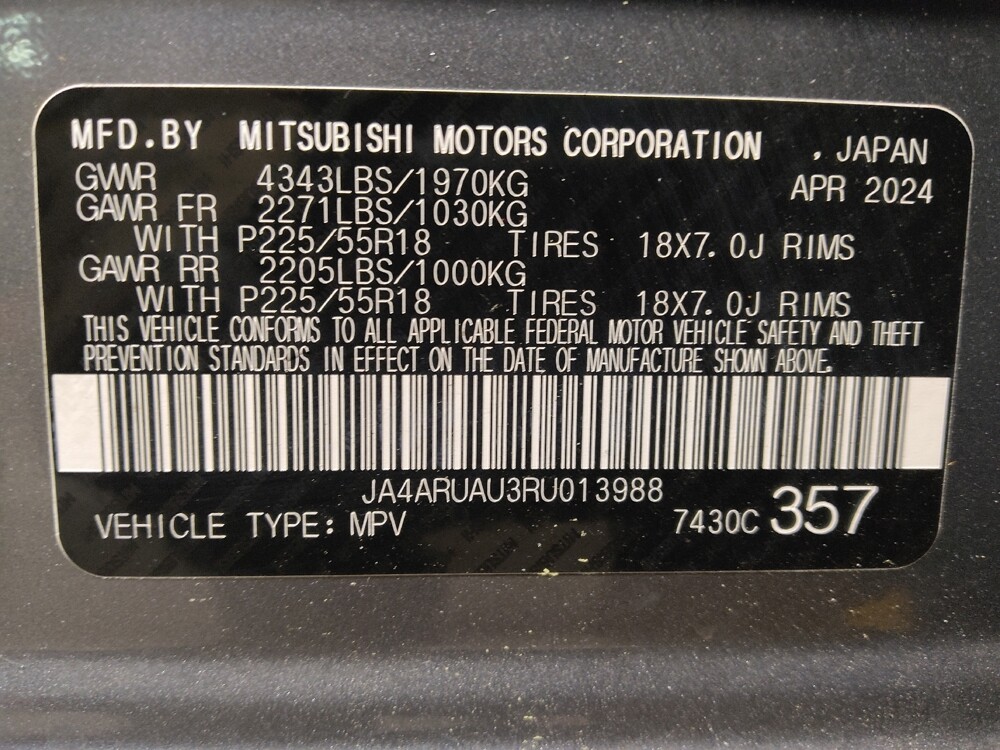 MFD.BY MITSUBISHI MOTORS CORPORATION , JAPAN
GVWR 4343LBS/1970KG APR 2024
GAWR FR 2271LBS/1030KG
WITH P225/55R18 TIRES 18X7.0J RIMS
GAWR RR 2205LBS/1000KG
WITH P225/55R18 TIRES 18X7.0J RIMS
THIS VEHICLE CONFORMS TO ALL APPLICABLE FEDERAL MOTOR VEHICLE SAFETY AND THEFT
PREVENTION STANDARDS IN EFFECT ON THE DATE OF MANUFACTURE SHOWN ABOVE.
JA4ARUAU3RU013988
VEHICLE TYPE: MPV 7430C 357